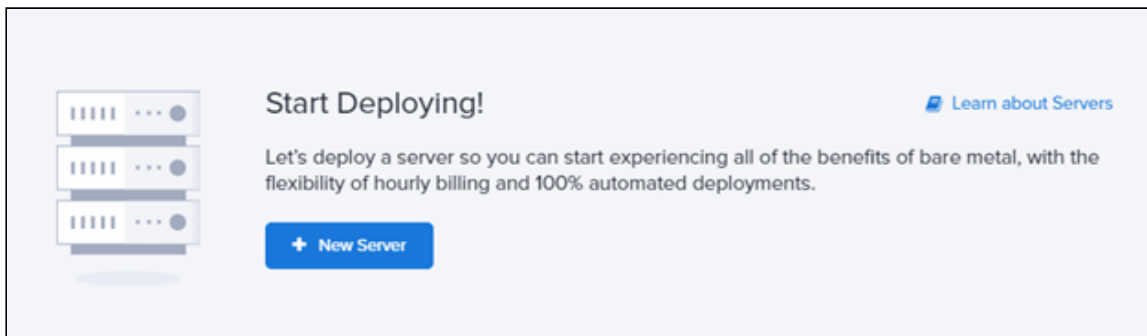 Start Deploying!
Learn about Servers
Let's deploy a server so you can start experiencing all of the benefits of bare metal, with the
flexibility of hourly billing and 100% automated deployments.
+ New Server